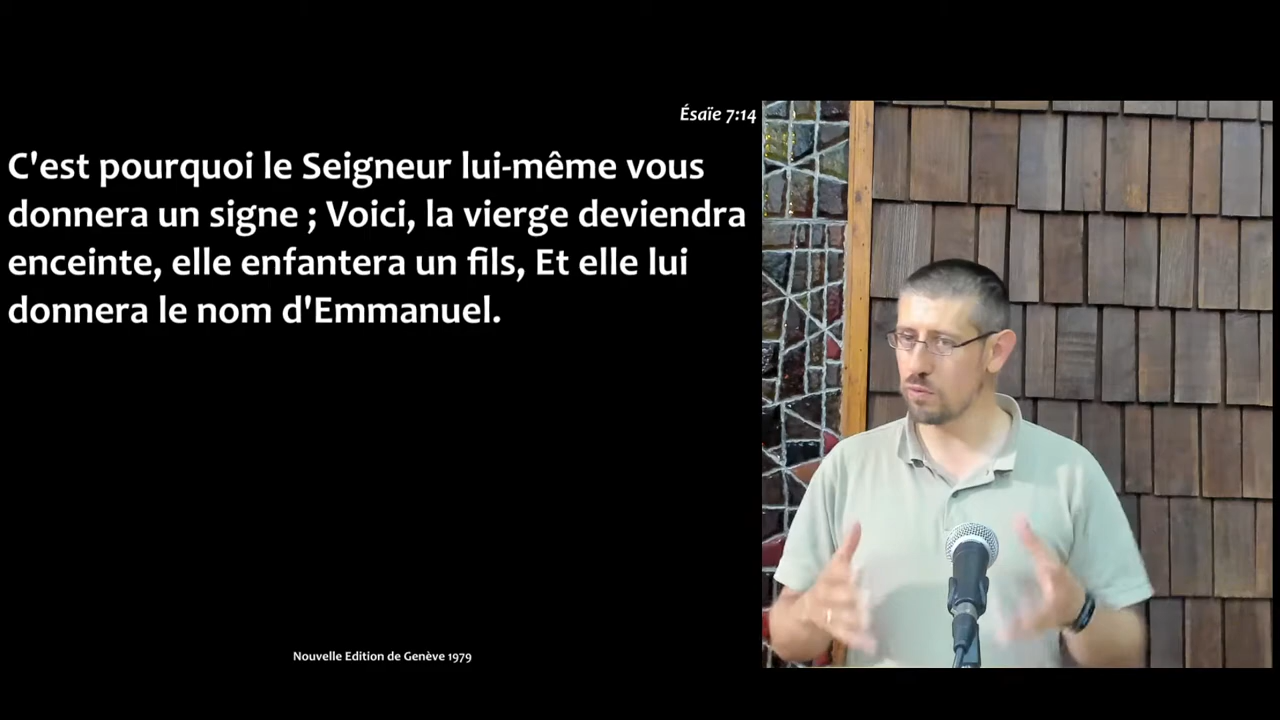 Ésaïe 7:14
C'est pourquoi le Seigneur lui-même vous
donnera un signe ; Voici, la vierge deviendra
enceinte, elle enfantera un fils, Et elle lui
donnera le nom d'Emmanuel.
Nouvelle Edition de Genève 1979